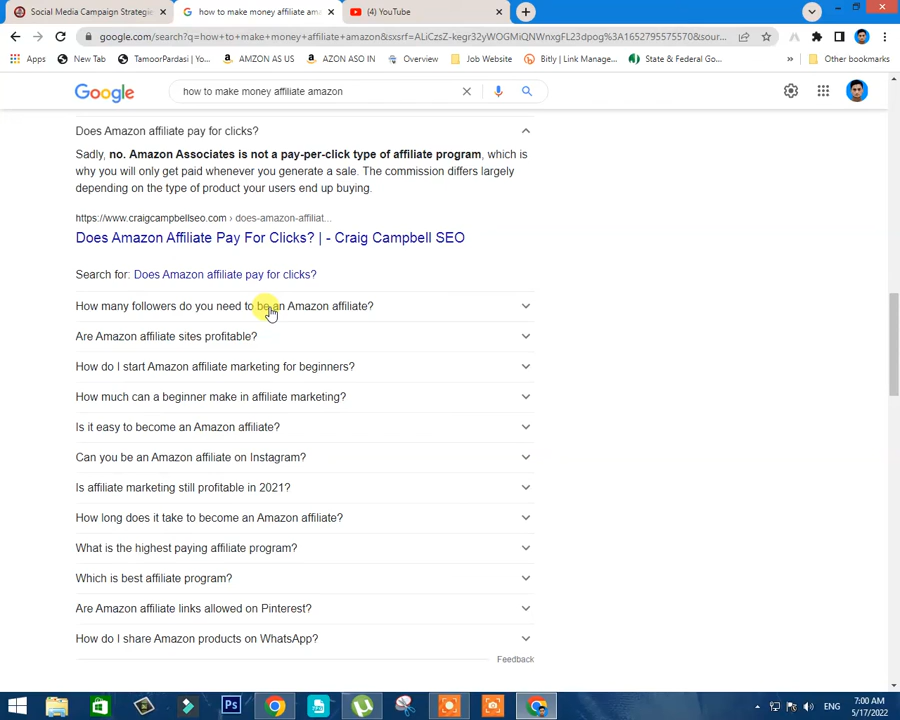 Social Media Campaign Strategie
how to make money affiliate am
(4) YouTube
google.com/search?q=how+to+make+money+affiliate+amazon&sxsrf=ALiCzsZ-kegr32yWOGMiQNWnxgFL23dpog%3A1652795575570&sour...
Apps
New Tab
TamoorPardasi | Yo...
AMZON AS US
AZON ASO IN
Overview
Job Website
Bitly | Link Manage...
State & Federal Go...
»
Other bookmarks
Google
how to make money affiliate amazon
Does Amazon affiliate pay for clicks?
Sadly, no. Amazon Associates is not a pay-per-click type of affiliate program, which is
why you will only get paid whenever you generate a sale. The commission differs largely
depending on the type of product your users end up buying.
https://www.craigcampbellseo.com › does-amazon-affiliat...
Does Amazon Affiliate Pay For Clicks? | - Craig Campbell SEO
Search for: Does Amazon affiliate pay for clicks?
How many followers do you need to be an Amazon affiliate?
Are Amazon affiliate sites profitable?
How do I start Amazon affiliate marketing for beginners?
How much can a beginner make in affiliate marketing?
Is it easy to become an Amazon affiliate?
Can you be an Amazon affiliate on Instagram?
Is affiliate marketing still profitable in 2021?
How long does it take to become an Amazon affiliate?
What is the highest paying affiliate program?
Which is best affiliate program?
Are Amazon affiliate links allowed on Pinterest?
How do I share Amazon products on WhatsApp?
Feedback
Ps
ENG
7:00 AM
5/17/2022